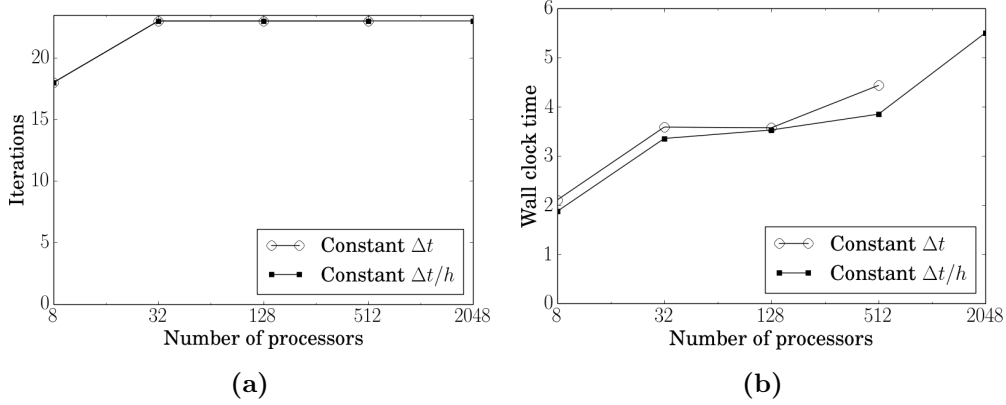 20
15
10
5
0
Iterations
8 32 128 512 2048
Number of processors
Constant Δt
Constant Δt/h
(a)
6
5
4
3
2
1
0
Wall clock time
8 32 128 512 2048
Number of processors
Constant Δt
Constant Δt/h
(b)